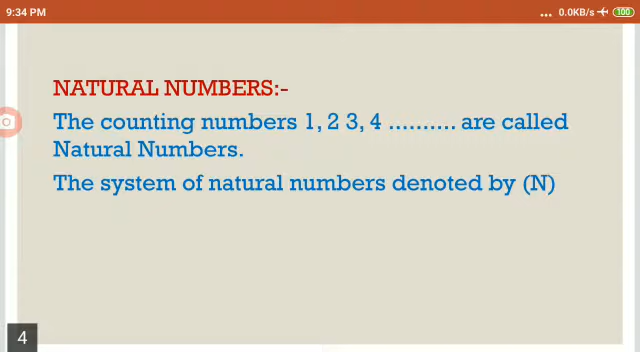 9:34 PM
... 0.0KB/s 100
NATURAL NUMBERS:-
The counting numbers 1, 2 3, 4 .......... are called
Natural Numbers.
The system of natural numbers denoted by (N)
4